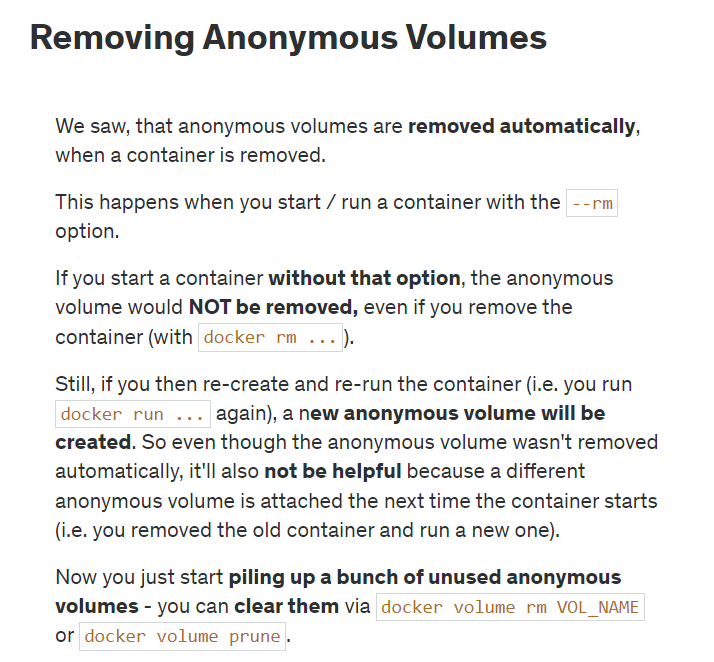 Removing Anonymous Volumes
We saw, that anonymous volumes are removed automatically,
when a container is removed.
This happens when you start / run a container with the --rm
option.
If you start a container without that option, the anonymous
volume would NOT be removed, even if you remove the
container (with docker rm ...).
Still, if you then re-create and re-run the container (i.e. you run
docker run ... again), a new anonymous volume will be
created. So even though the anonymous volume wasn't removed
automatically, it'll also not be helpful because a different
anonymous volume is attached the next time the container starts
(i.e. you removed the old container and run a new one).
Now you just start piling up a bunch of unused anonymous
volumes - you can clear them via docker volume rm VOL_NAME
or docker volume prune.